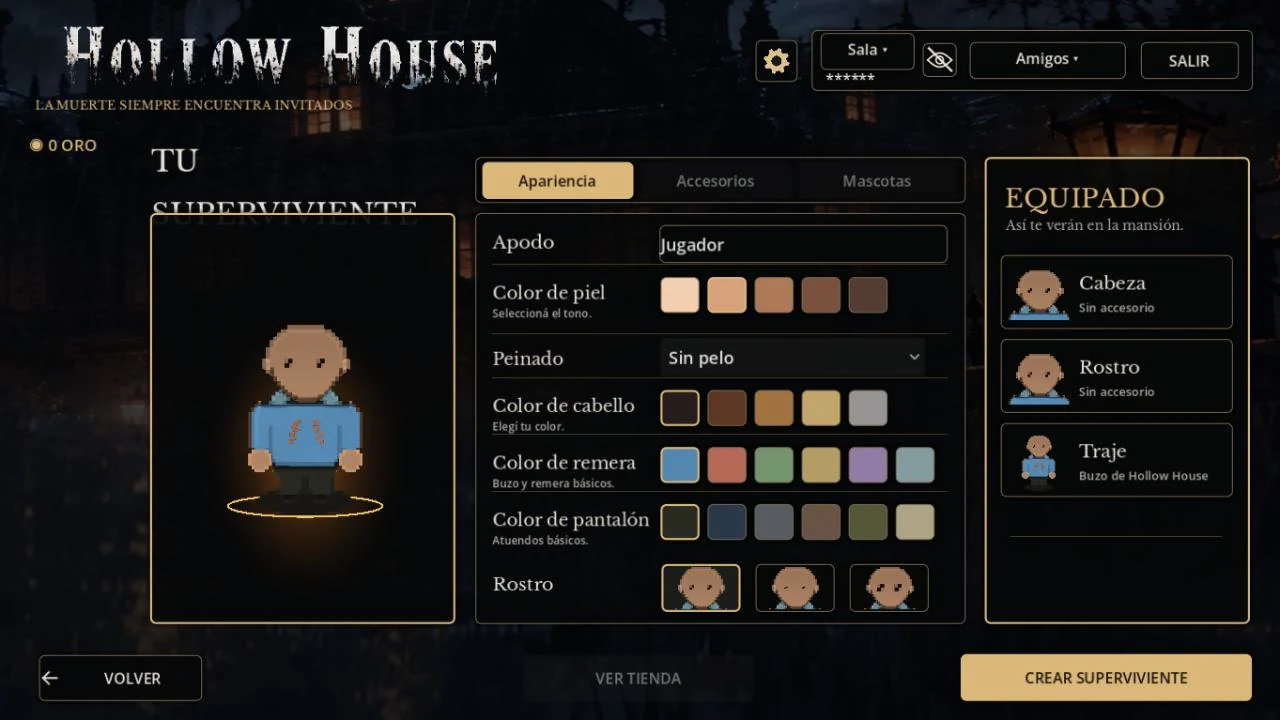 HOLLOW HOUSE
LA MUERTE SIEMPRE ENCUENTRA INVITADOS
0 ORO
Sala ▾
******
Amigos ▾
SALIR
TU
SUPERVIVIENTE
Apariencia
Accesorios
Mascotas
Apodo
Jugador
Color de piel
Seleccioná el tono.
Peinado
Sin pelo
Color de cabello
Elegí tu color.
Color de remera
Buzo y remera básicos.
Color de pantalón
Atuendos básicos.
Rostro
EQUIPADO
Así te verán en la mansión.
Cabeza
Sin accesorio
Rostro
Sin accesorio
Traje
Buzo de Hollow House
← VOLVER
VER TIENDA
CREAR SUPERVIVIENTE